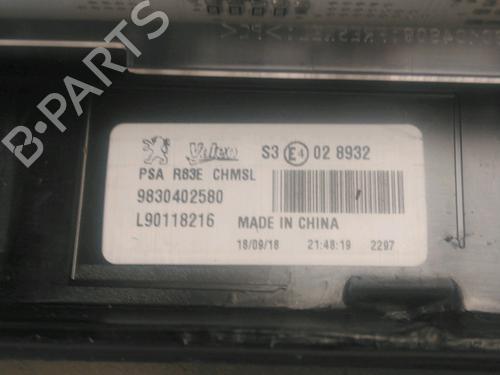 Valeo S3 E4 02 8932
PSA R83E CHMSL
9830402580
L90118216 MADE IN CHINA
18/09/18 21:48:19 2297
B-PARTS